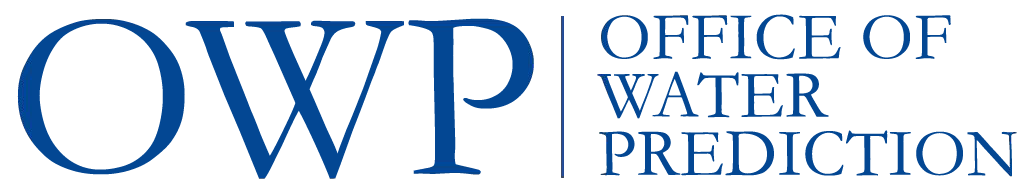 OWP
OFFICE OF
WATER
PREDICTION